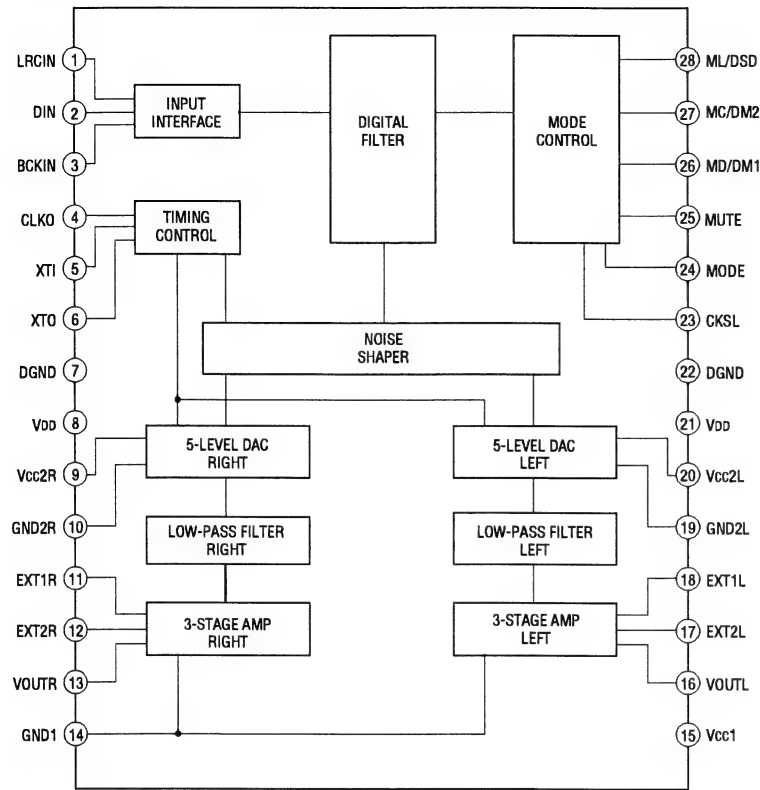 LRCIN 1
DIN 2
BCKIN 3
CLKO 4
XTI 5
XTO 6
DGND 7
VDD 8
Vcc2R 9
GND2R 10
EXT1R 11
EXT2R 12
VOUTR 13
GND1 14
INPUT
INTERFACE
TIMING
CONTROL
DIGITAL
FILTER
MODE
CONTROL
NOISE
SHAPER
5-LEVEL DAC
RIGHT
5-LEVEL DAC
LEFT
LOW-PASS FILTER
RIGHT
LOW-PASS FILTER
LEFT
3-STAGE AMP
RIGHT
3-STAGE AMP
LEFT
28 ML/DSD
27 MC/DM2
26 MD/DM1
25 MUTE
24 MODE
23 CKSL
22 DGND
21 VDD
20 Vcc2L
19 GND2L
18 EXT1L
17 EXT2L
16 VOUTL
15 Vcc1